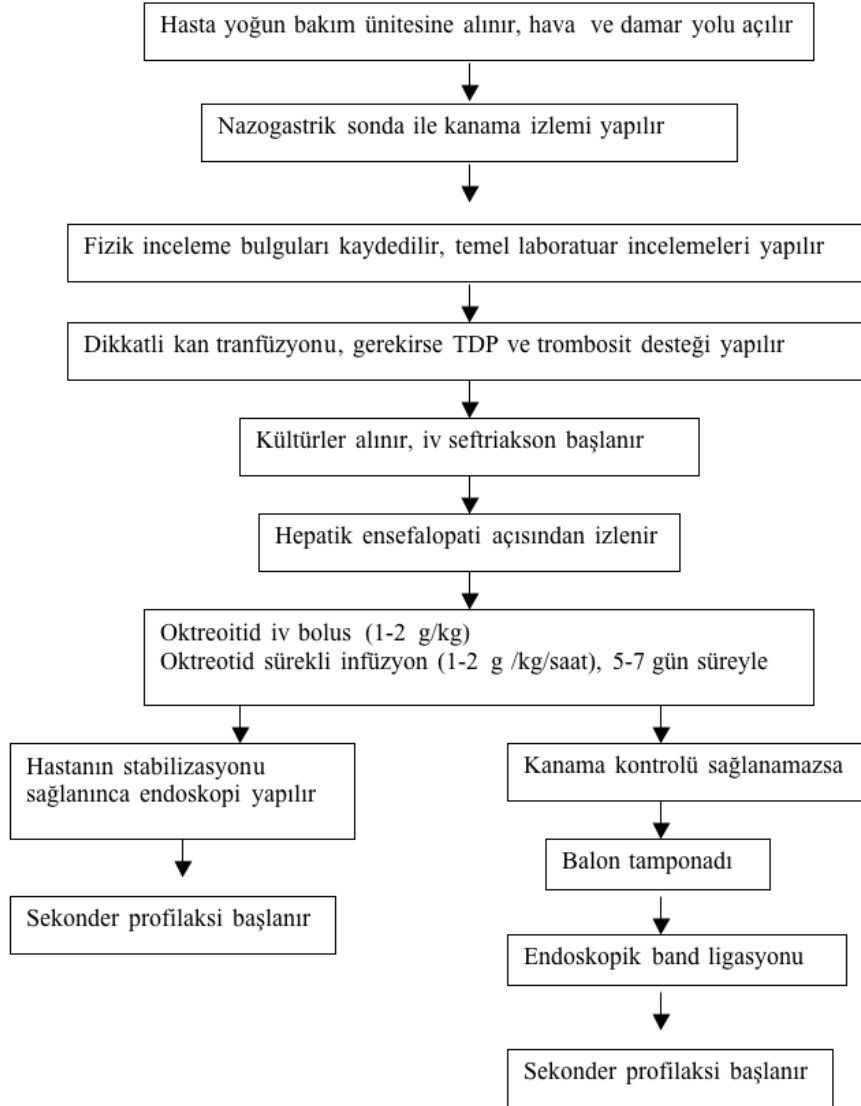 Hasta yoğun bakım ünitesine alınır, hava ve damar yolu açılır
Nazogastrik sonda ile kanama izlemi yapılır
Fizik inceleme bulguları kaydedilir, temel laboratuar incelemeleri yapılır
Dikkatli kan tranfüzyonu, gerekirse TDP ve trombosit desteği yapılır
Kültürler alınır, iv seftriakson başlanır
Hepatik ensefalopati açısından izlenir
Oktreoitid iv bolus (1-2 g/kg)
Oktreotid sürekli infüzyon (1-2 g /kg/saat), 5-7 gün süreyle
Hastanın stabilizasyonu
sağlanınca endoskopi yapılır
Sekonder profilaksi başlanır
Kanama kontrolü sağlanamazsa
Balon tamponadı
Endoskopik band ligasyonu
Sekonder profilaksi başlanır